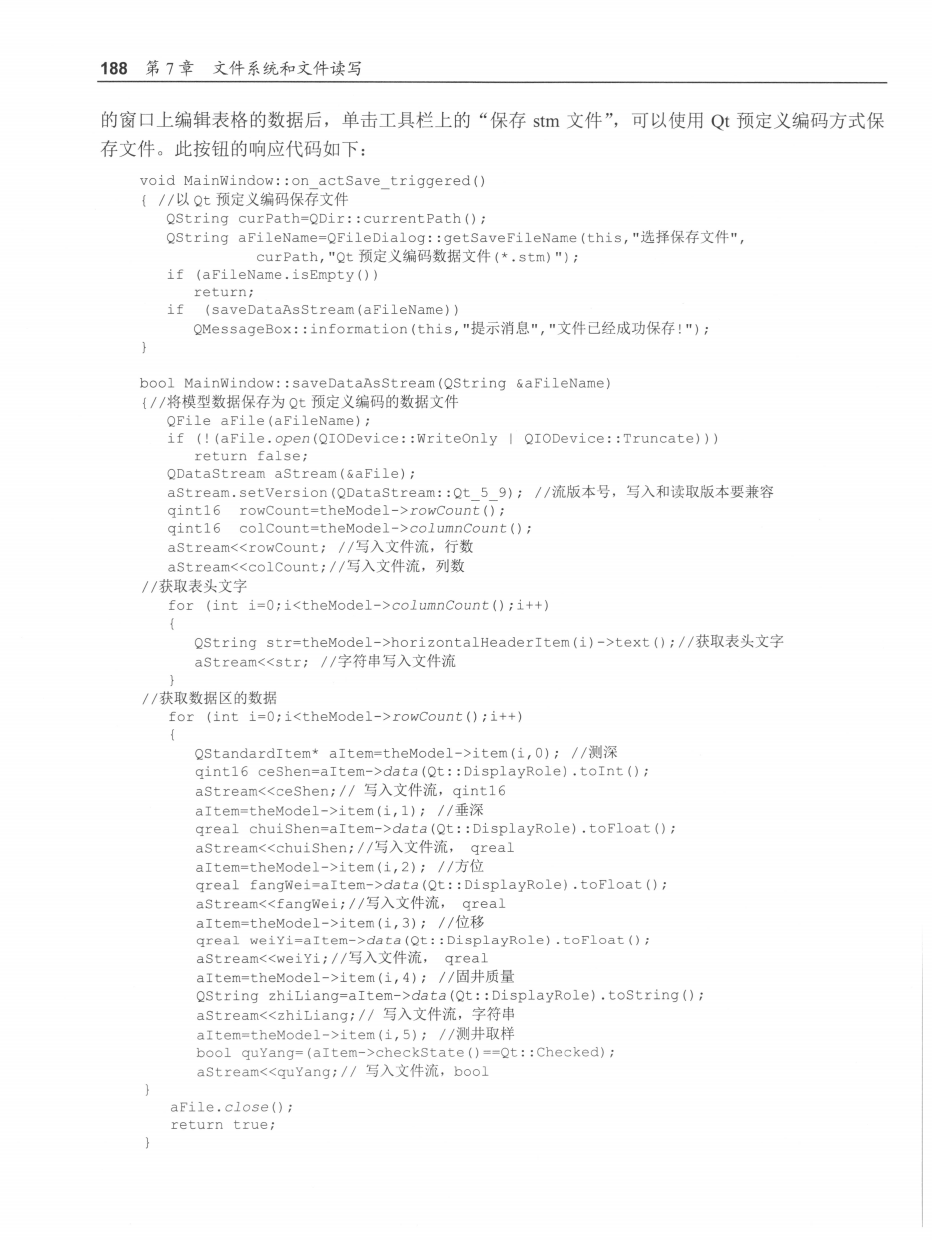 188 第 7 章 文件系统和文件读写
的窗口上编辑表格的数据后，单击工具栏上的“保存 stm 文件”，可以使用 Qt 预定义编码方式保
存文件。此按钮的响应代码如下：
void MainWindow::on_actSave_triggered()
{ //以 Qt 预定义编码保存文件
QString curPath=QDir::currentPath();
QString aFileName=QFileDialog::getSaveFileName(this,"选择保存文件",
curPath,"Qt 预定义编码数据文件(*.stm)");
if (aFileName.isEmpty())
return;
if (saveDataAsStream(aFileName))
QMessageBox::information(this,"提示消息","文件已经成功保存!");
}
bool MainWindow::saveDataAsStream(QString &aFileName)
{//将模型数据保存为 Qt 预定义编码的数据文件
QFile aFile(aFileName);
if (!(aFile.open(QIODevice::WriteOnly | QIODevice::Truncate)))
return false;
QDataStream aStream(&aFile);
aStream.setVersion(QDataStream::Qt_5_9); //流版本号，写入和读取版本要兼容
qint16 rowCount=theModel->rowCount();
qint16 colCount=theModel->columnCount();
aStream<<rowCount; //写入文件流，行数
aStream<<colCount;//写入文件流，列数
//获取表头文字
for (int i=0;i<theModel->columnCount();i++)
{
QString str=theModel->horizontalHeaderItem(i)->text();//获取表头文字
aStream<<str; //字符串写入文件流
}
//获取数据区的数据
for (int i=0;i<theModel->rowCount();i++)
{
QStandardItem* aItem=theModel->item(i,0); //测深
qint16 ceShen=aItem->data(Qt::DisplayRole).toInt();
aStream<<ceShen;// 写入文件流，qint16
aItem=theModel->item(i,1); //垂深
qreal chuiShen=aItem->data(Qt::DisplayRole).toFloat();
aStream<<chuiShen;//写入文件流， qreal
aItem=theModel->item(i,2); //方位
qreal fangWei=aItem->data(Qt::DisplayRole).toFloat();
aStream<<fangWei;//写入文件流， qreal
aItem=theModel->item(i,3); //位移
qreal weiYi=aItem->data(Qt::DisplayRole).toFloat();
aStream<<weiYi;//写入文件流， qreal
aItem=theModel->item(i,4); //固井质量
QString zhiLiang=aItem->data(Qt::DisplayRole).toString();
aStream<<zhiLiang;// 写入文件流，字符串
aItem=theModel->item(i,5); //测井取样
bool quYang=(aItem->checkState()==Qt::Checked);
aStream<<quYang;// 写入文件流，bool
}
aFile.close();
return true;
}